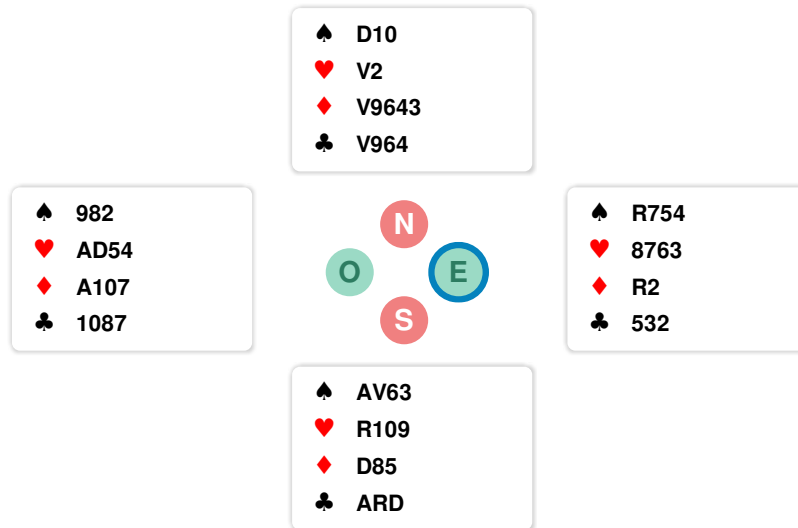 ♠ D10
♥ V2
♦ V9643
♣ V964
♠ 982
♥ AD54
♦ A107
♣ 1087
N
O E
S
♠ R754
♥ 8763
♦ R2
♣ 532
♠ AV63
♥ R109
♦ D85
♣ ARD